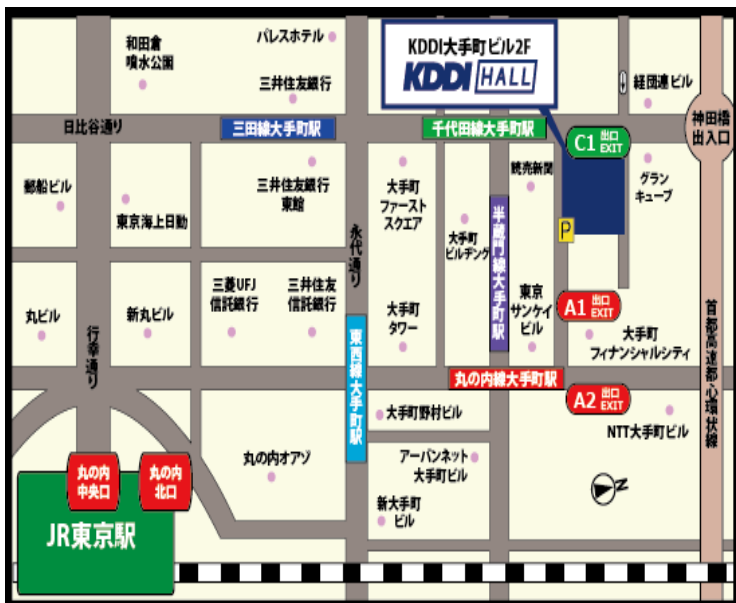 和田倉
噴水公園
パレスホテル
三井住友銀行
KDDI大手町ビル2F
KDDI HALL
経団連ビル
神田橋
出入口
日比谷通り
三田線大手町駅
千代田線大手町駅
C1 出口
EXIT
郵船ビル
東京海上日動
三井住友銀行
東館
永代通り
大手町
ファースト
スクエア
大手町
ビルヂング
半蔵門線大手町駅
読売新聞
グラン
キューブ
P
丸ビル
行幸通り
新丸ビル
三菱UFJ
信託銀行
三井住友
信託銀行
東西線大手町駅
大手町
タワー
東京
サンケイ
ビル
A1 出口
EXIT
大手町
フィナンシャルシティ
首都高速都心環状線
丸の内線大手町駅
A2 出口
EXIT
大手町野村ビル
NTT大手町ビル
丸の内オアゾ
アーバンネット
大手町ビル
新大手町
ビル
N
丸の内
中央口
丸の内
北口
JR東京駅